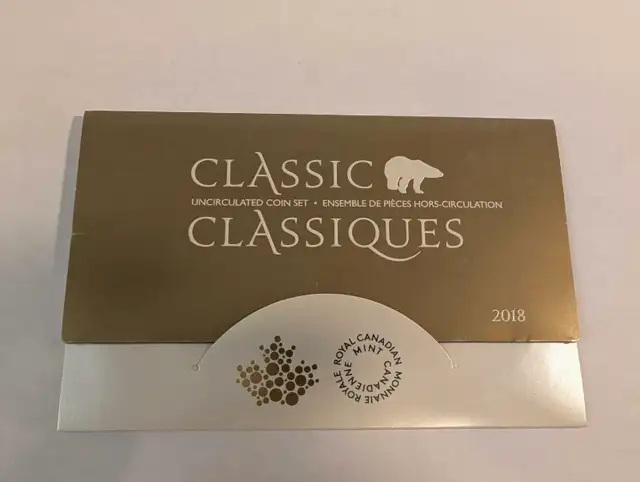 CLASSIC
UNCIRCULATED COIN SET • ENSEMBLE DE PIÈCES HORS-CIRCULATION
CLASSIQUES
2018
ROYAL CANADIAN MINT
MONNAIE ROYALE CANADIENNE